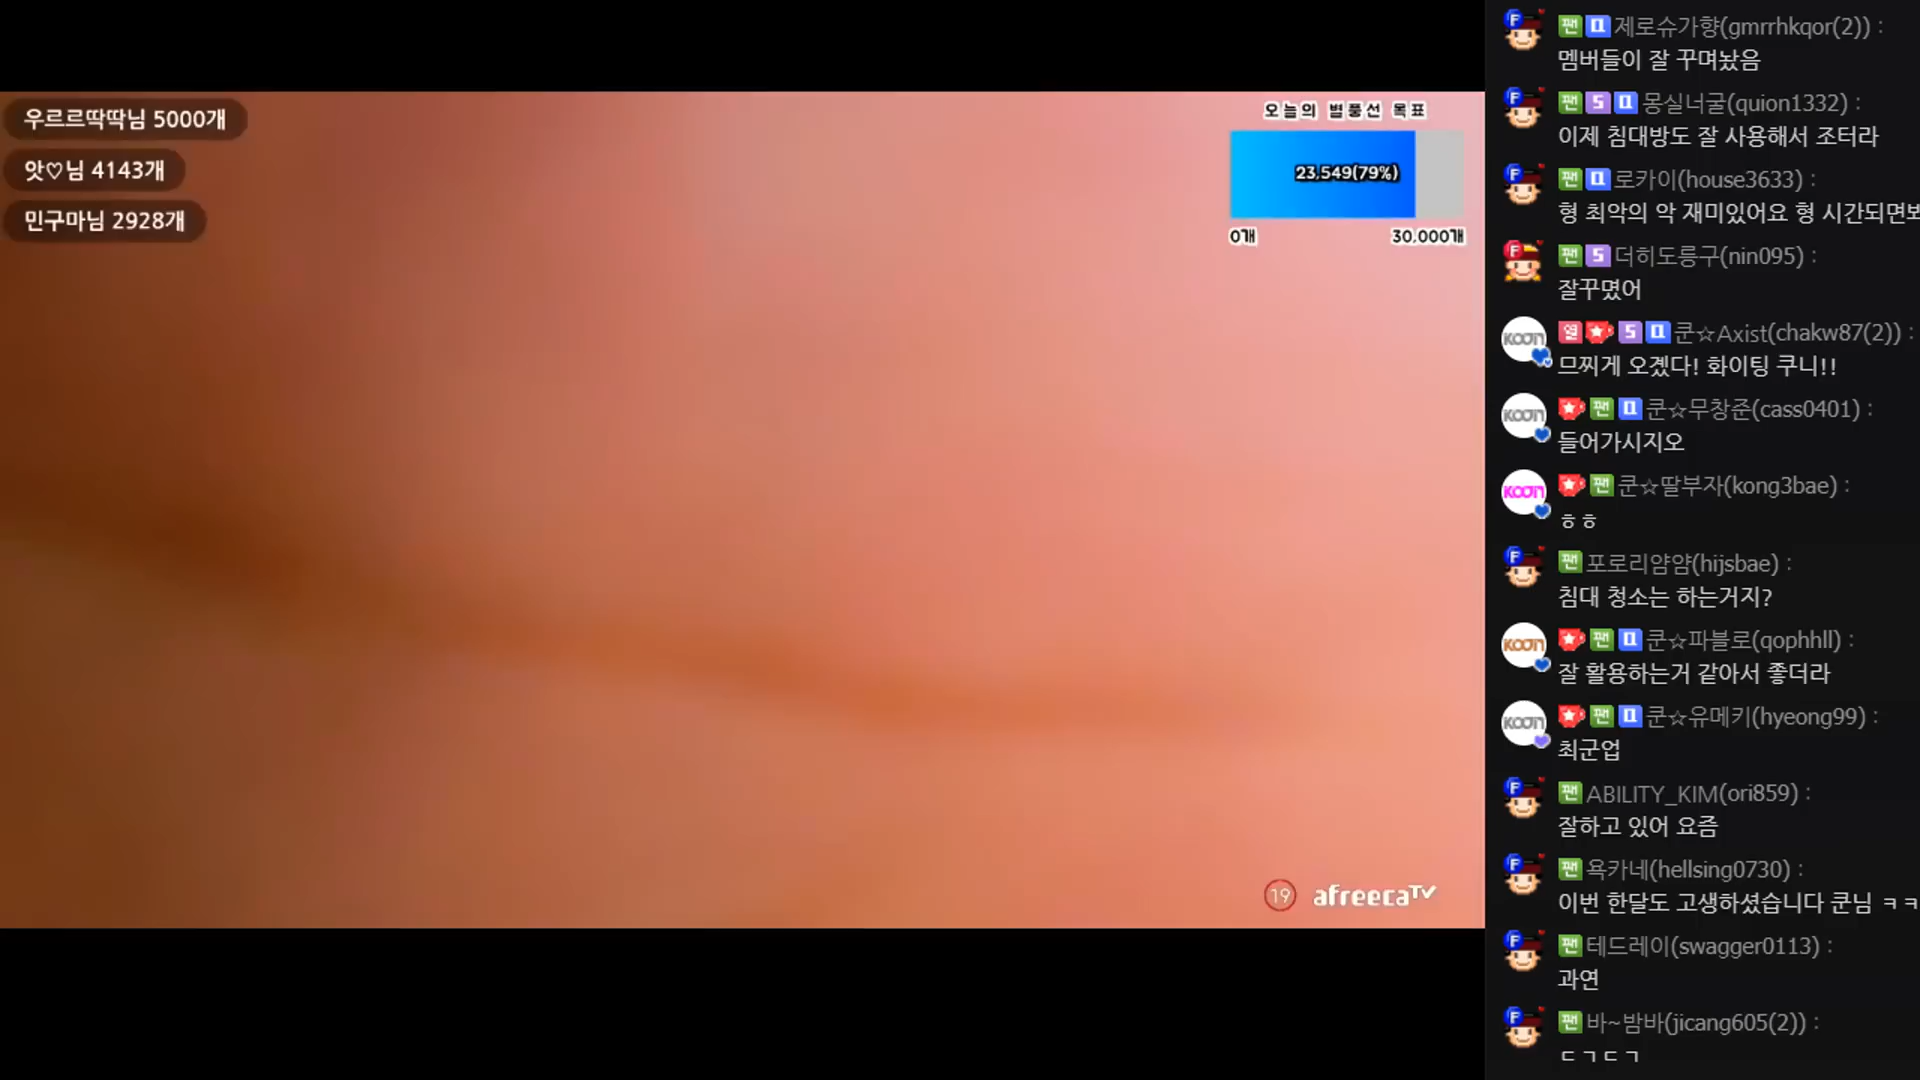 우르르딱딱님 5000개
앗♡님 4143개
민구마님 2928개
오늘의 별풍선 목표
23,549(79%)
0개 30,000개
19 afreecaTV
팬 제로슈가향(gmrrhkqor(2)) :
멤버들이 잘 꾸며놨음
팬 S 몽실너굴(quion1332) :
이제 침대방도 잘 사용해서 조터라
팬 로카이(house3633) :
형 최악의 악 재미있어요 형 시간되면보
팬 S 더히도릉구(nin095) :
잘꾸몄어
열 S 쿤☆Axist(chakw87(2)) :
므찌게 오곘다! 화이팅 쿠니!!
팬 쿤☆무창준(cass0401) :
들어가시지오
팬 쿤☆딸부자(kong3bae) :
ㅎㅎ
팬 포로리얌얌(hijsbae) :
침대 청소는 하는거지?
팬 쿤☆파블로(qophhll) :
잘 활용하는거 같아서 좋더라
팬 쿤☆유메키(hyeong99) :
최군업
팬 ABILITY_KIM(ori859) :
잘하고 있어 요즘
팬 욕카네(hellsing0730) :
이번 한달도 고생하셨습니다 쿤님 ㅋㅋ
팬 테드레이(swagger0113) :
과연
팬 바~밤바(jicang605(2)) :
ㄷㄱㄷㄱ